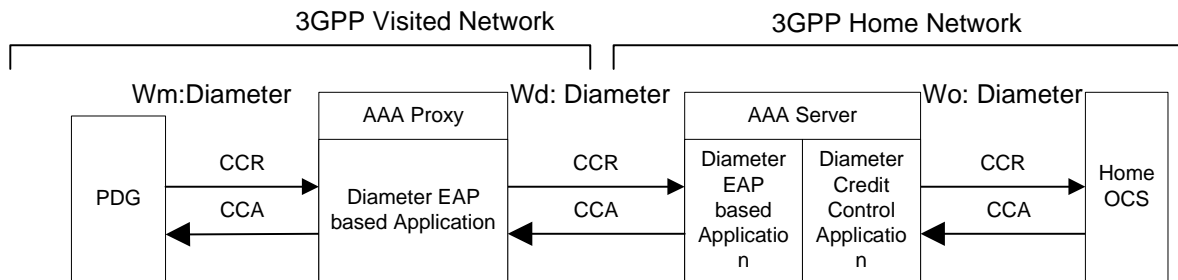 3GPP Visited Network
3GPP Home Network
Wm:Diameter
Wd: Diameter
Wo: Diameter
AAA Proxy
AAA Server
PDG
CCR
CCA
Diameter EAP
based Application
CCR
CCA
Diameter
EAP
based
Applicatio
n
Diameter
Credit
Control
Applicatio
n
CCR
CCA
Home
OCS